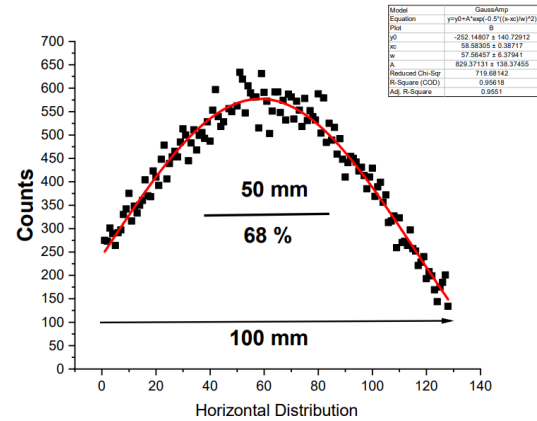 Model GaussAmp
Equation y=y0+A*exp(-0.5*((x-xc)/w)^2)
Plot B
y0 -252.14807 ± 140.72912
xc 58.58305 ± 0.38717
w 57.56457 ± 6.37941
A 829.37131 ± 138.37455
Reduced Chi-Sqr 719.68142
R-Square (COD) 0.95618
Adj. R-Square 0.9551
700
650
600
550
500
450
400
350
300
250
200
150
100
50
0
Counts
50 mm
68 %
100 mm
0 20 40 60 80 100 120 140
Horizontal Distribution